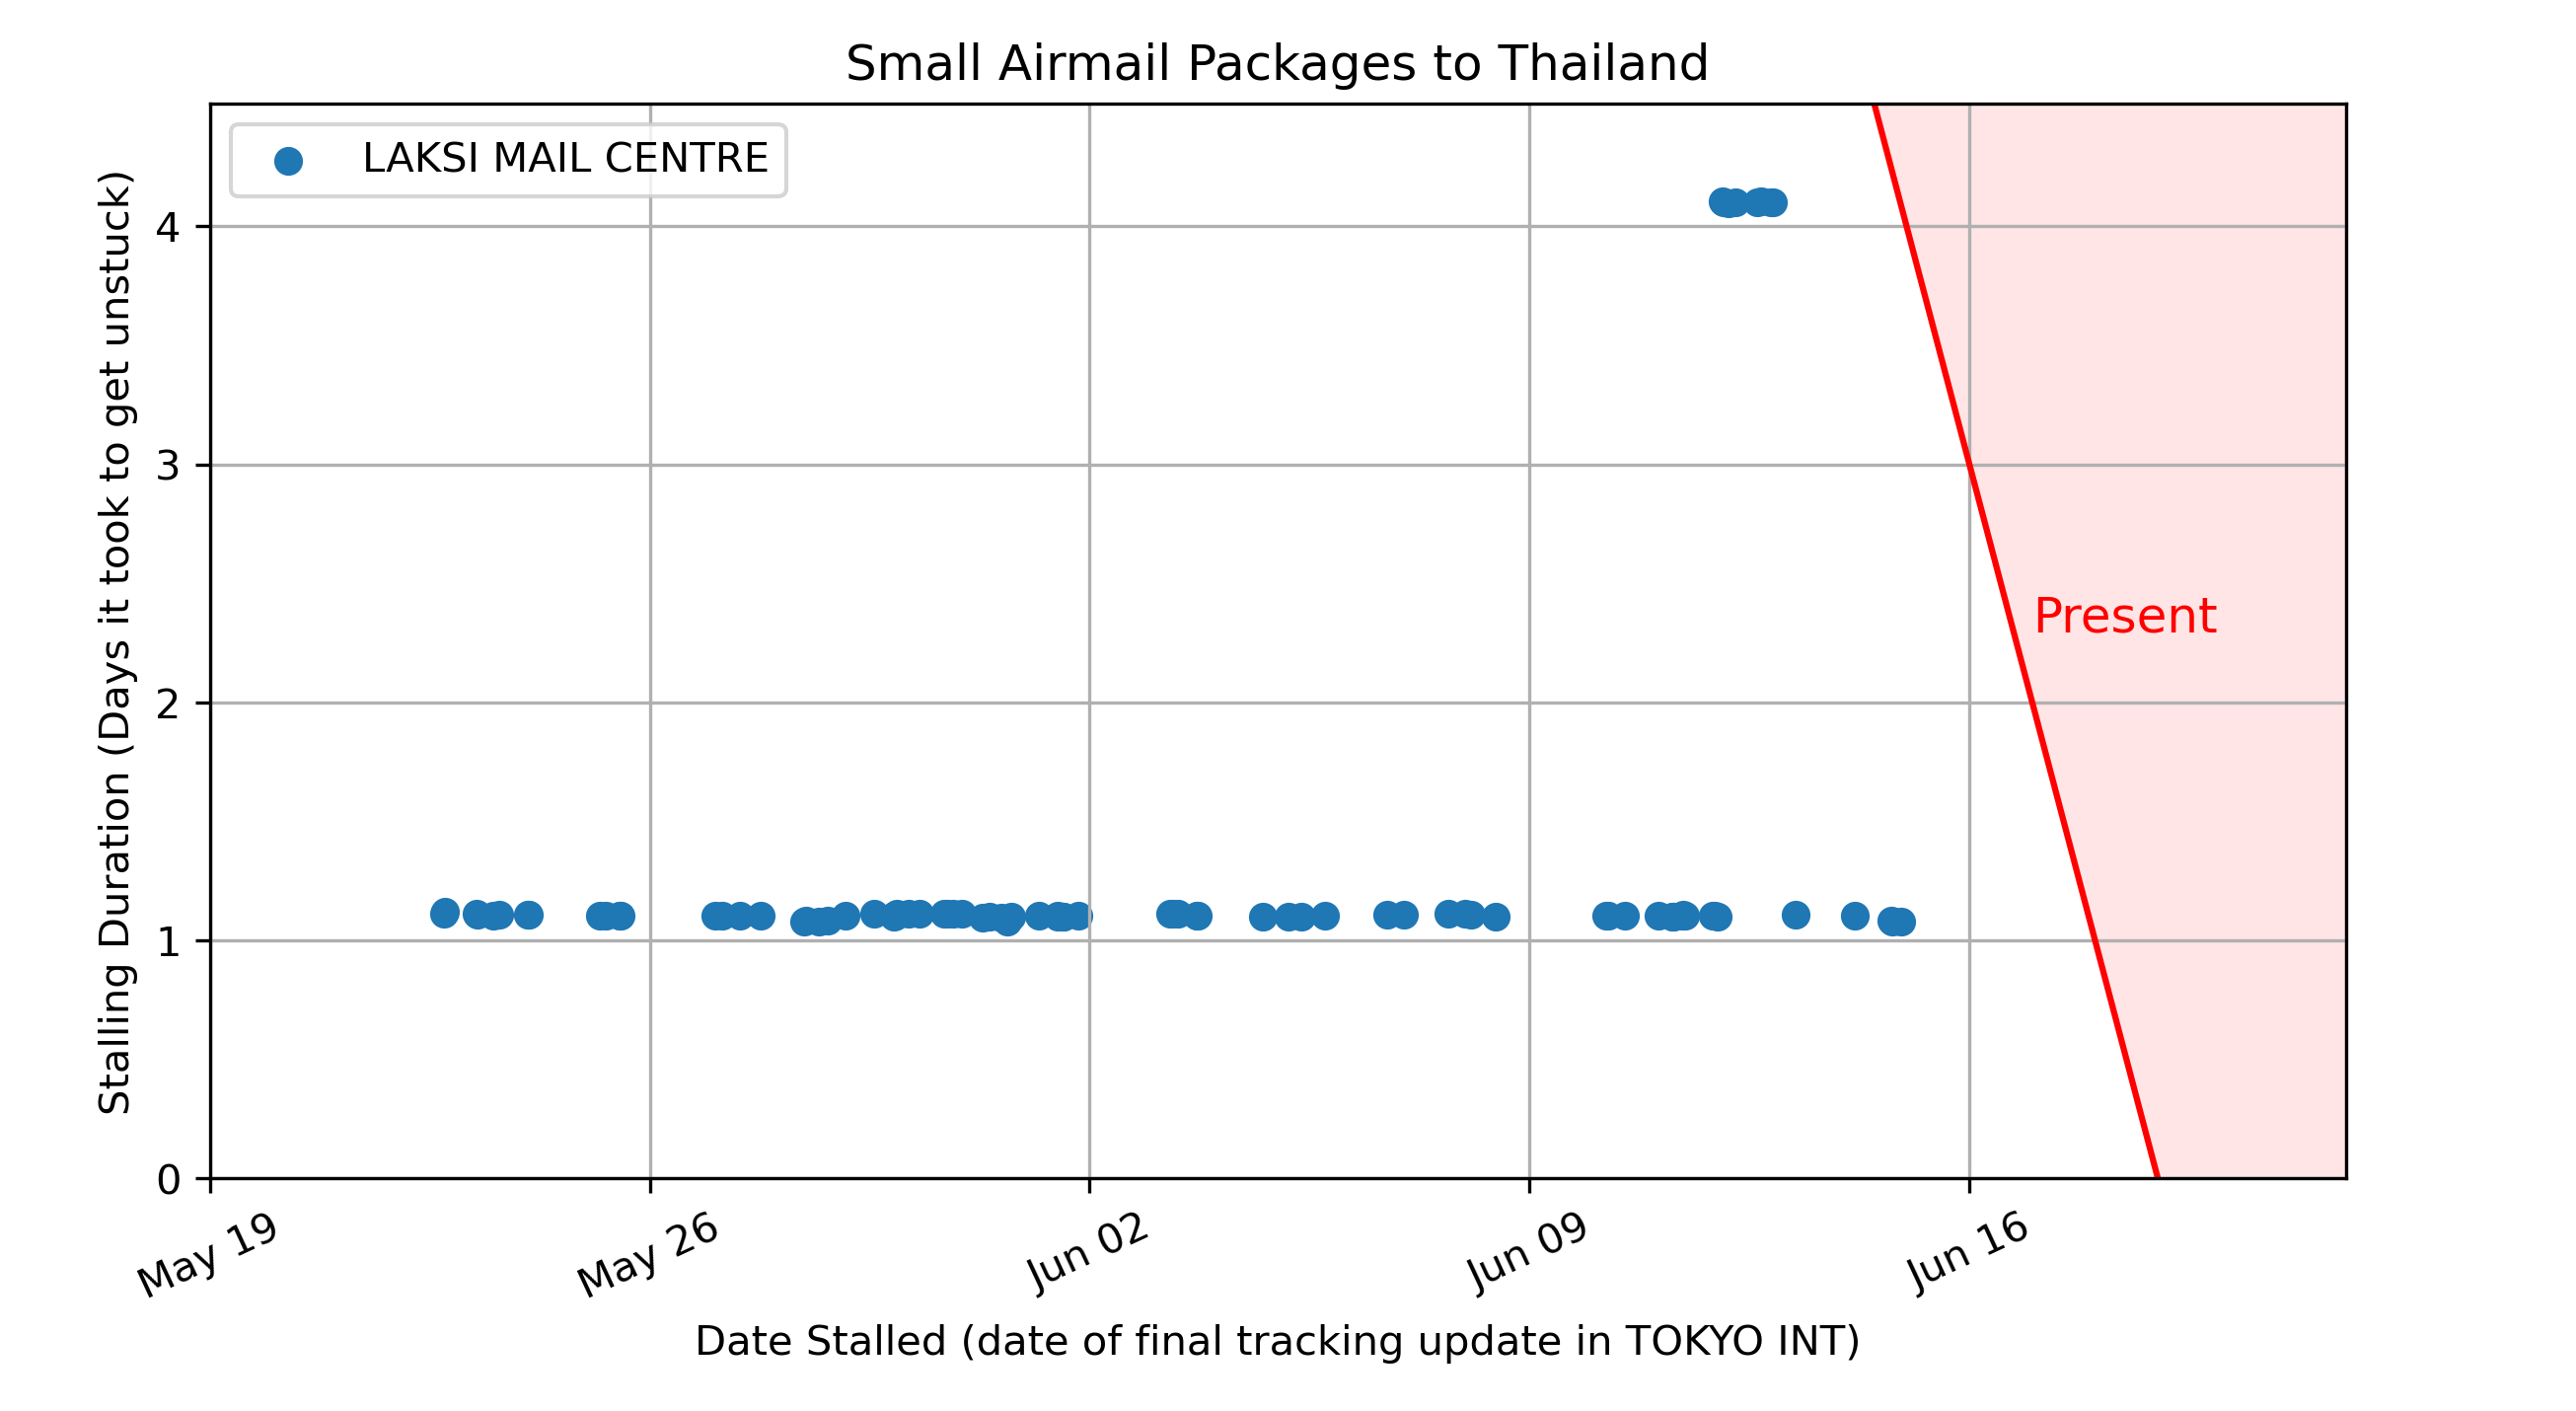 Small Airmail Packages to Thailand
LAKSI MAIL CENTRE
Stalling Duration (Days it took to get unstuck)
4
3
2
1
0
Present
May 19
May 26
Jun 02
Jun 09
Jun 16
Date Stalled (date of final tracking update in TOKYO INT)